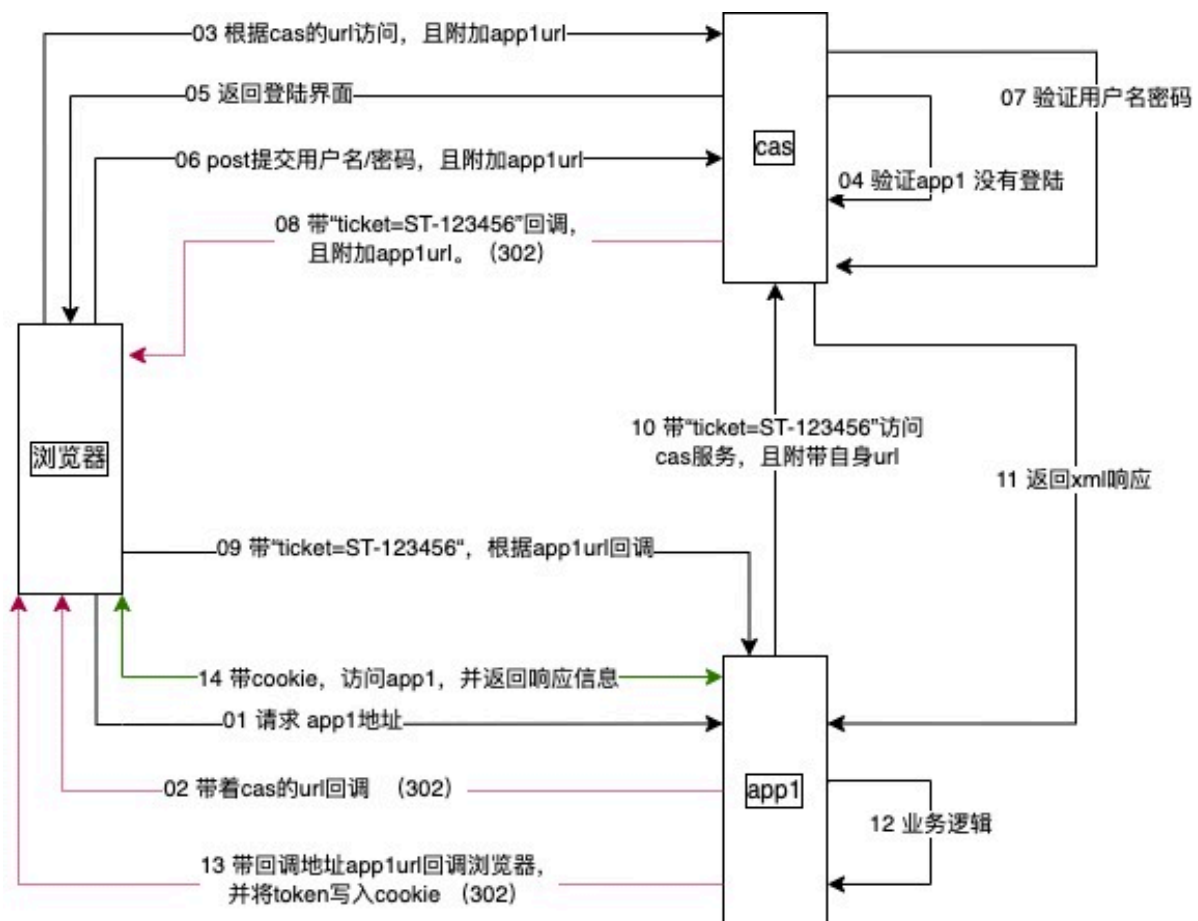 03 根据cas的url访问，且附加app1url
05 返回登陆界面
07 验证用户名密码
06 post提交用户名/密码，且附加app1url
cas
04 验证app1 没有登陆
08 带“ticket=ST-123456”回调，
且附加app1url。（302）
浏览器
10 带“ticket=ST-123456”访问
cas服务，且附带自身url
11 返回xml响应
09 带“ticket=ST-123456“，根据app1url回调
14 带cookie，访问app1，并返回响应信息
01 请求 app1地址
02 带着cas的url回调 （302）
app1
12 业务逻辑
13 带回调地址app1url回调浏览器，
并将token写入cookie （302）